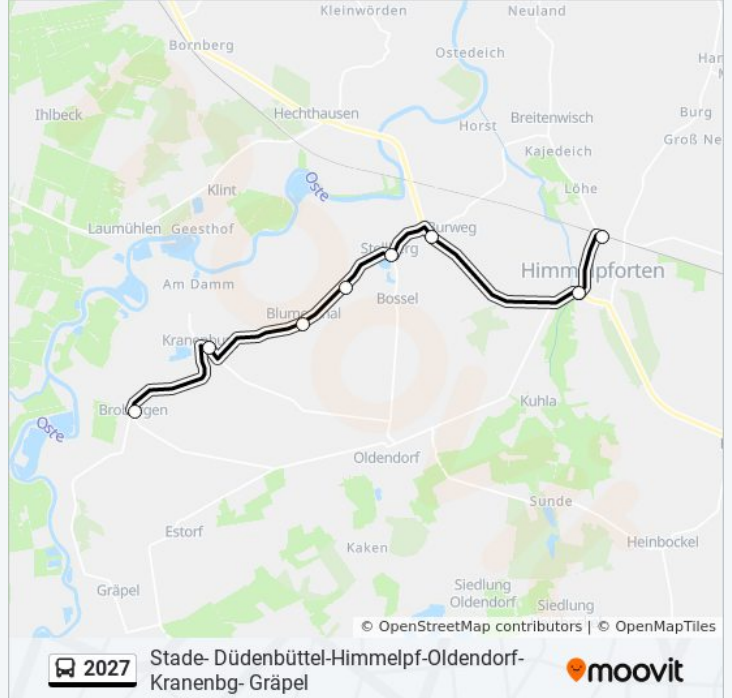 Kleinwörden
Neuland
Bornberg
Ostedeich
Ihlbeck
Hechthausen
Horst
Breitenwisch
Burg
Groß Ne
Kajedeich
Klint
Oste
Löhe
Laumühlen
Geesthof
Am Damm
Himmelpforten
Bossel
Kuhla
Oste
Oldendorf
Sunde
Estorf
Kaken
Heinbockel
Gräpel
Siedlung
Oldendorf
Siedlung
© OpenStreetMap contributors | © OpenMapTiles
2027
Stade- Düdenbüttel-Himmelpf-Oldendorf-
Kranenbg- Gräpel
moovit